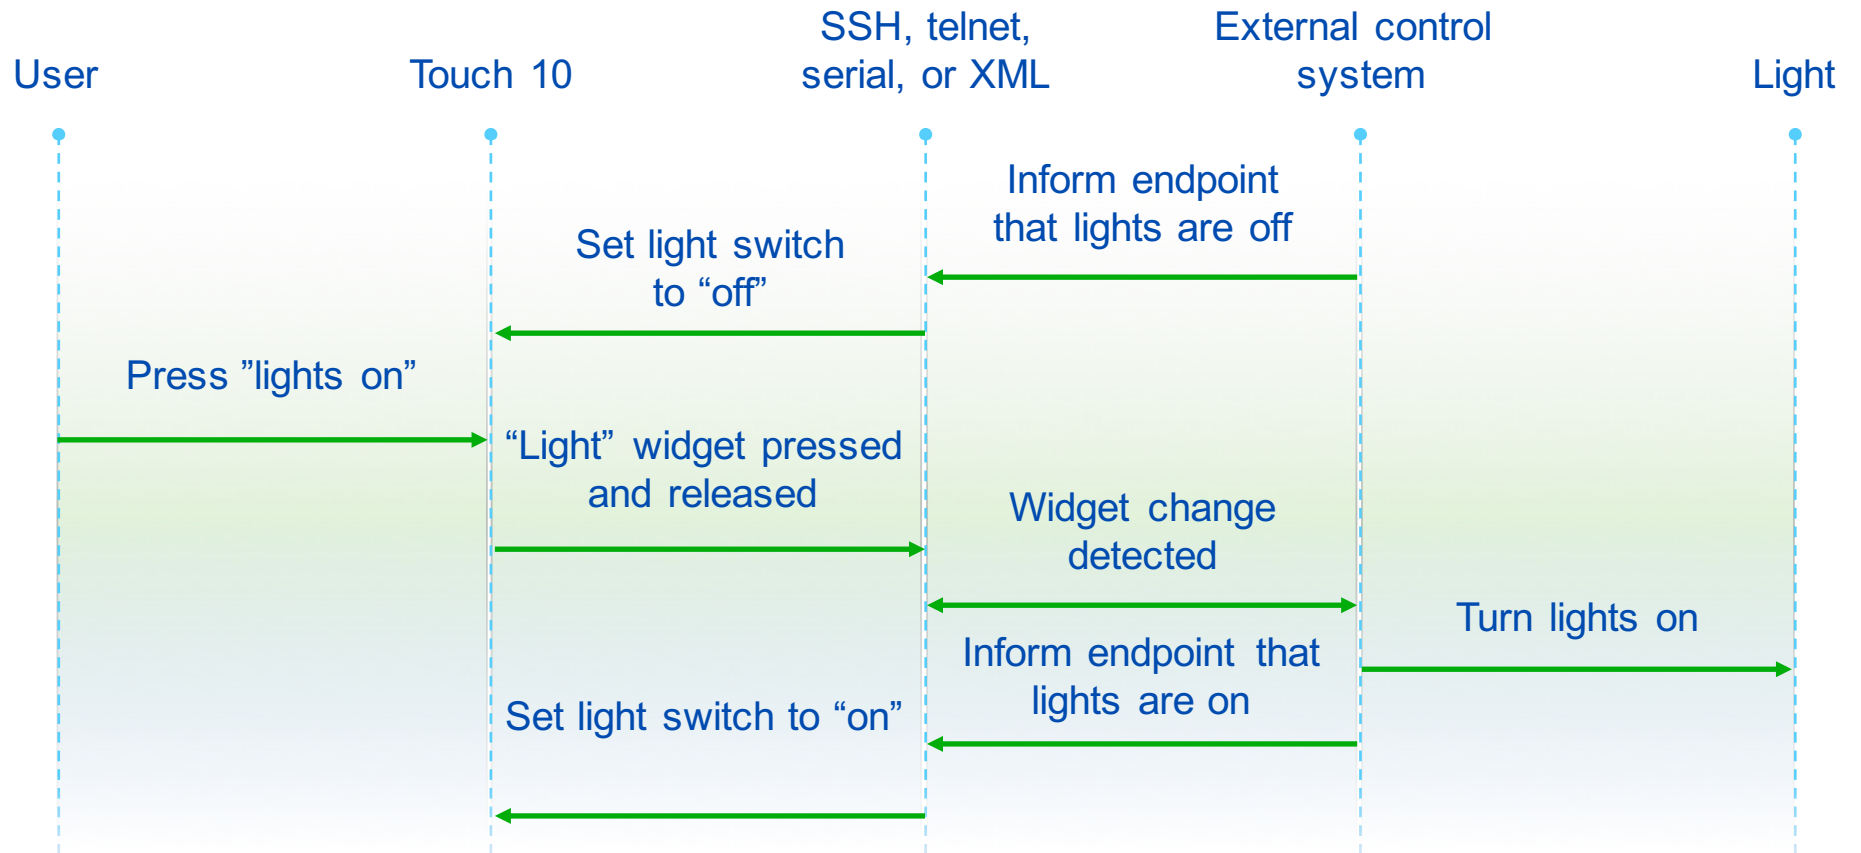 User
Touch 10
SSH, telnet,
serial, or XML
External control
system
Light
Inform endpoint
that lights are off
Set light switch
to “off”
Press ”lights on”
“Light” widget pressed
and released
Widget change
detected
Turn lights on
Inform endpoint that
lights are on
Set light switch to “on”